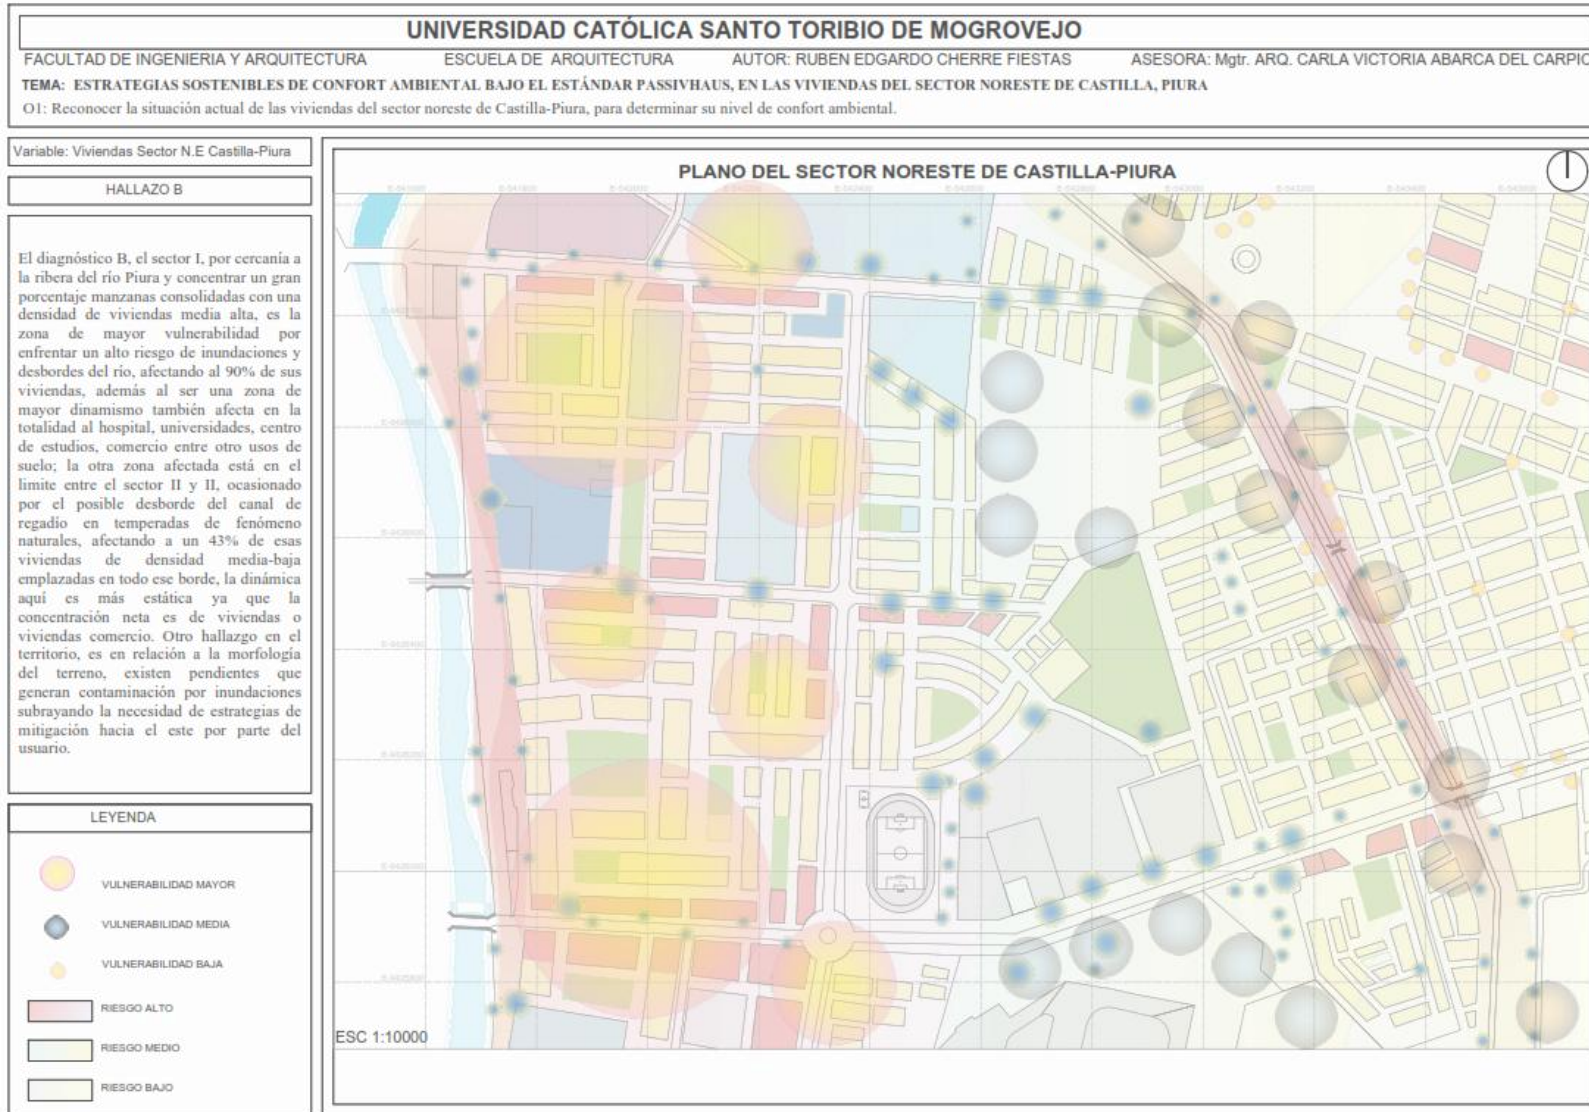 UNIVERSIDAD CATÓLICA SANTO TORIBIO DE MOGROVEJO
FACULTAD DE INGENIERIA Y ARQUITECTURA ESCUELA DE ARQUITECTURA AUTOR: RUBEN EDGARDO CHERRE FIESTAS ASESORA: Mgtr. ARQ. CARLA VICTORIA ABARCA DEL CARPIO
TEMA: ESTRATEGIAS SOSTENIBLES DE CONFORT AMBIENTAL BAJO EL ESTÁNDAR PASSIVHAUS, EN LAS VIVIENDAS DEL SECTOR NORESTE DE CASTILLA, PIURA
O1: Reconocer la situación actual de las viviendas del sector noreste de Castilla-Piura, para determinar su nivel de confort ambiental.
Variable: Viviendas Sector N.E Castilla-Piura
HALLAZO B
El diagnóstico B, el sector I, por cercanía a
la ribera del río Piura y concentrar un gran
porcentaje manzanas consolidadas con una
densidad de viviendas media alta, es la
zona de mayor vulnerabilidad por
enfrentar un alto riesgo de inundaciones y
desbordes del río, afectando al 90% de sus
viviendas, además al ser una zona de
mayor dinamismo también afecta en la
totalidad al hospital, universidades, centro
de estudios, comercio entre otro usos de
suelo; la otra zona afectada está en el
limite entre el sector II y II, ocasionado
por el posible desborde del canal de
regadío en temperadas de fenómeno
naturales, afectando a un 43% de esas
viviendas de densidad media-baja
emplazadas en todo ese borde, la dinámica
aquí es más estática ya que la
concentración neta es de viviendas o
viviendas comercio. Otro hallazgo en el
territorio, es en relación a la morfología
del terreno, existen pendientes que
generan contaminación por inundaciones
subrayando la necesidad de estrategias de
mitigación hacia el este por parte del
usuario.
LEYENDA
VULNERABILIDAD MAYOR
VULNERABILIDAD MEDIA
VULNERABILIDAD BAJA
RIESGO ALTO
RIESGO MEDIO
RIESGO BAJO
PLANO DEL SECTOR NORESTE DE CASTILLA-PIURA
ESC 1:10000